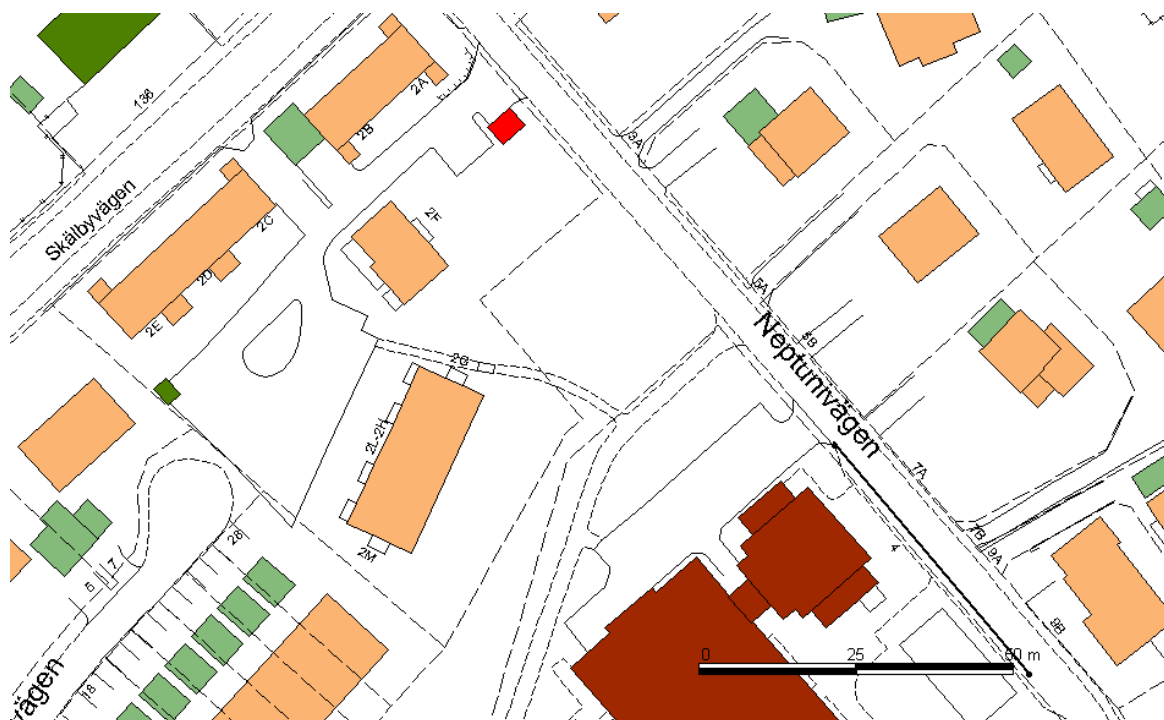 136
2A
2B
3A
Skälbyvägen
2C
2F
2D
5A
2E
Neptunivägen
5B
2G
2L-2H
7A
28
7B
9A
2M
4
5
7
9B
0
25
50 m
18
vägen